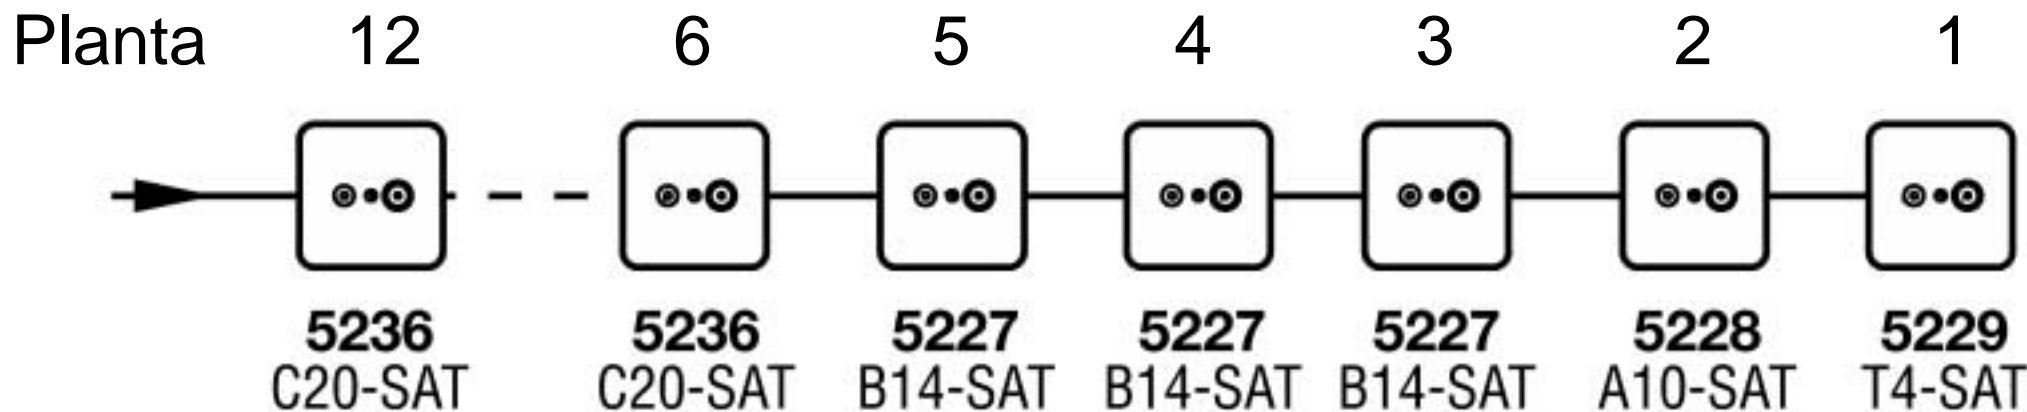 Planta 12 6 5 4 3 2 1
5236 5236 5227 5227 5227 5228 5229
C20-SAT C20-SAT B14-SAT B14-SAT B14-SAT A10-SAT T4-SAT